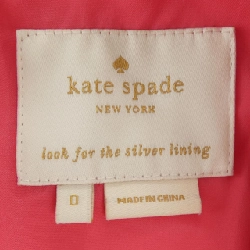 kate spade
NEW YORK
look for the silver lining
0
MADE IN CHINA